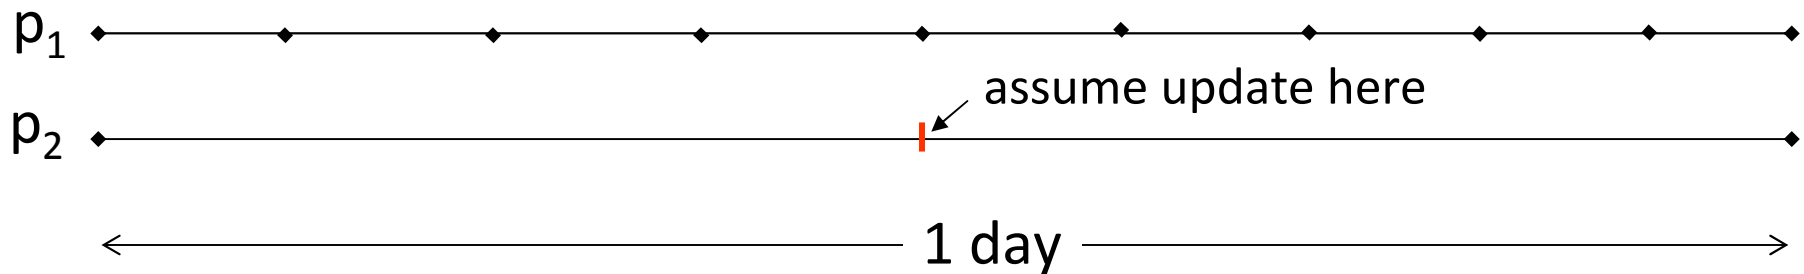 p₁
assume update here
p₂
1 day